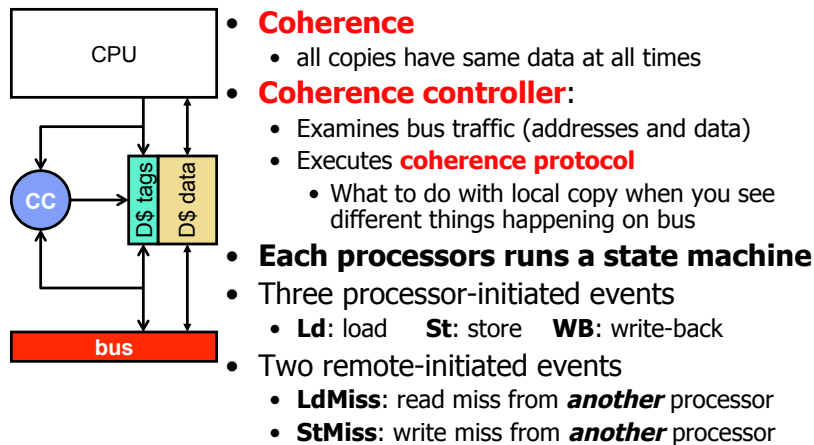 CPU
CC
D$ tags
D$ data
bus
• Coherence
• all copies have same data at all times
• Coherence controller:
• Examines bus traffic (addresses and data)
• Executes coherence protocol
• What to do with local copy when you see
different things happening on bus
• Each processors runs a state machine
• Three processor-initiated events
• Ld: load St: store WB: write-back
• Two remote-initiated events
• LdMiss: read miss from another processor
• StMiss: write miss from another processor